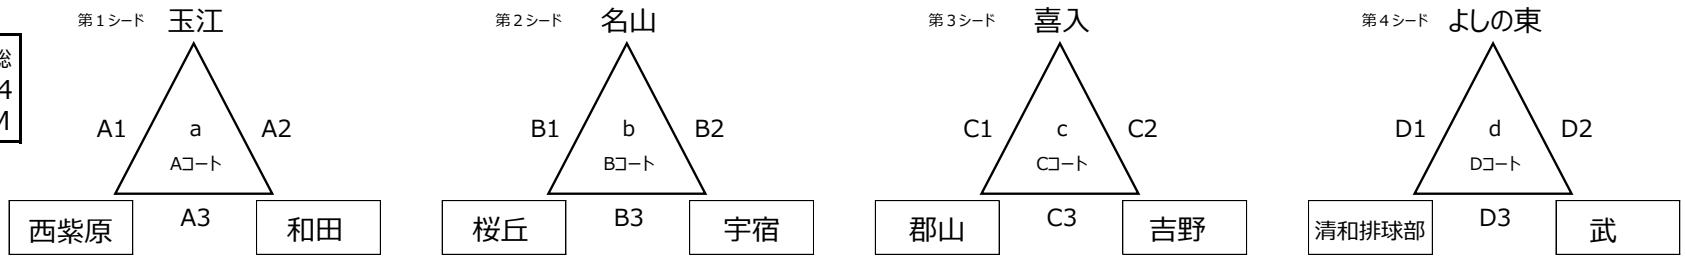 第1シード 玉江
第2シード 名山
第3シード 喜入
第4シード よしの東
総
4
M
A1 a A2
Aコート
B1 b B2
Bコート
C1 c C2
Cコート
D1 d D2
Dコート
西紫原 A3 和田
桜丘 B3 宇宿
郡山 C3 吉野
清和排球部 D3 武